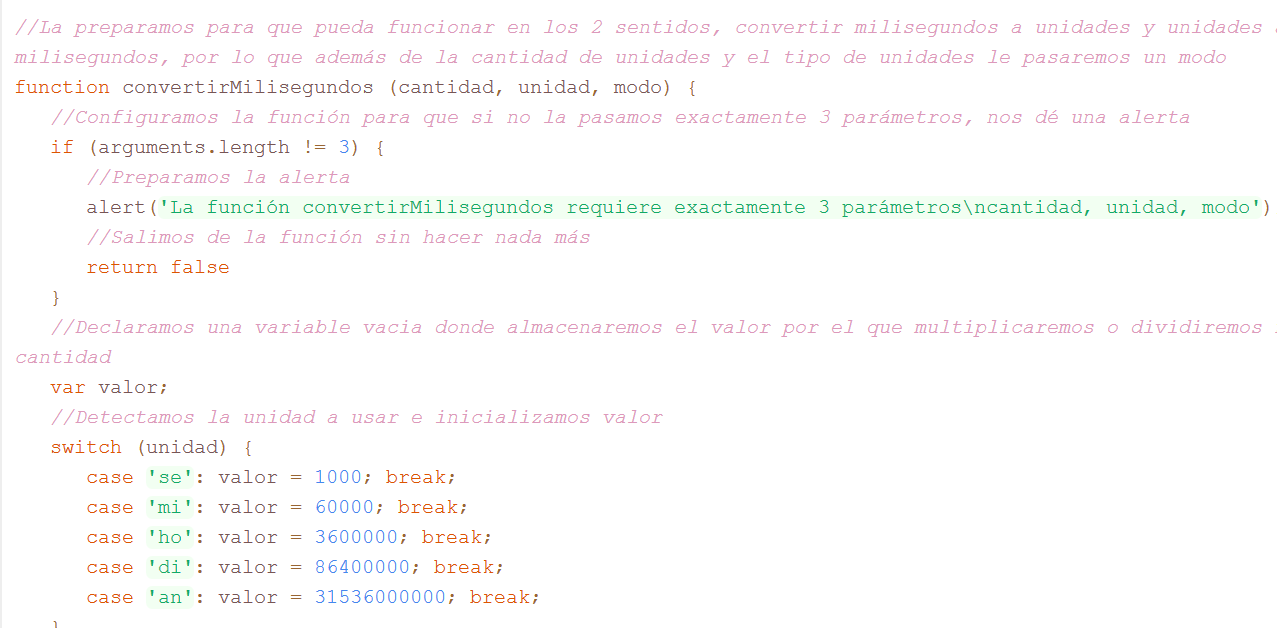 //La preparamos para que pueda funcionar en los 2 sentidos, convertir milisegundos a unidades y unidades
milisegundos, por lo que además de la cantidad de unidades y el tipo de unidades le pasaremos un modo
function convertirMilisegundos (cantidad, unidad, modo) {
//Configuramos la función para que si no la pasamos exactamente 3 parámetros, nos dé una alerta
if (arguments.length != 3) {
//Preparamos la alerta
alert('La función convertirMilisegundos requiere exactamente 3 parámetros\ncantidad, unidad, modo')
//Salimos de la función sin hacer nada más
return false
}
//Declaramos una variable vacia donde almacenaremos el valor por el que multiplicaremos o dividiremos
cantidad
var valor;
//Detectamos la unidad a usar e inicializamos valor
switch (unidad) {
case 'se': valor = 1000; break;
case 'mi': valor = 60000; break;
case 'ho': valor = 3600000; break;
case 'di': valor = 86400000; break;
case 'an': valor = 31536000000; break;
}